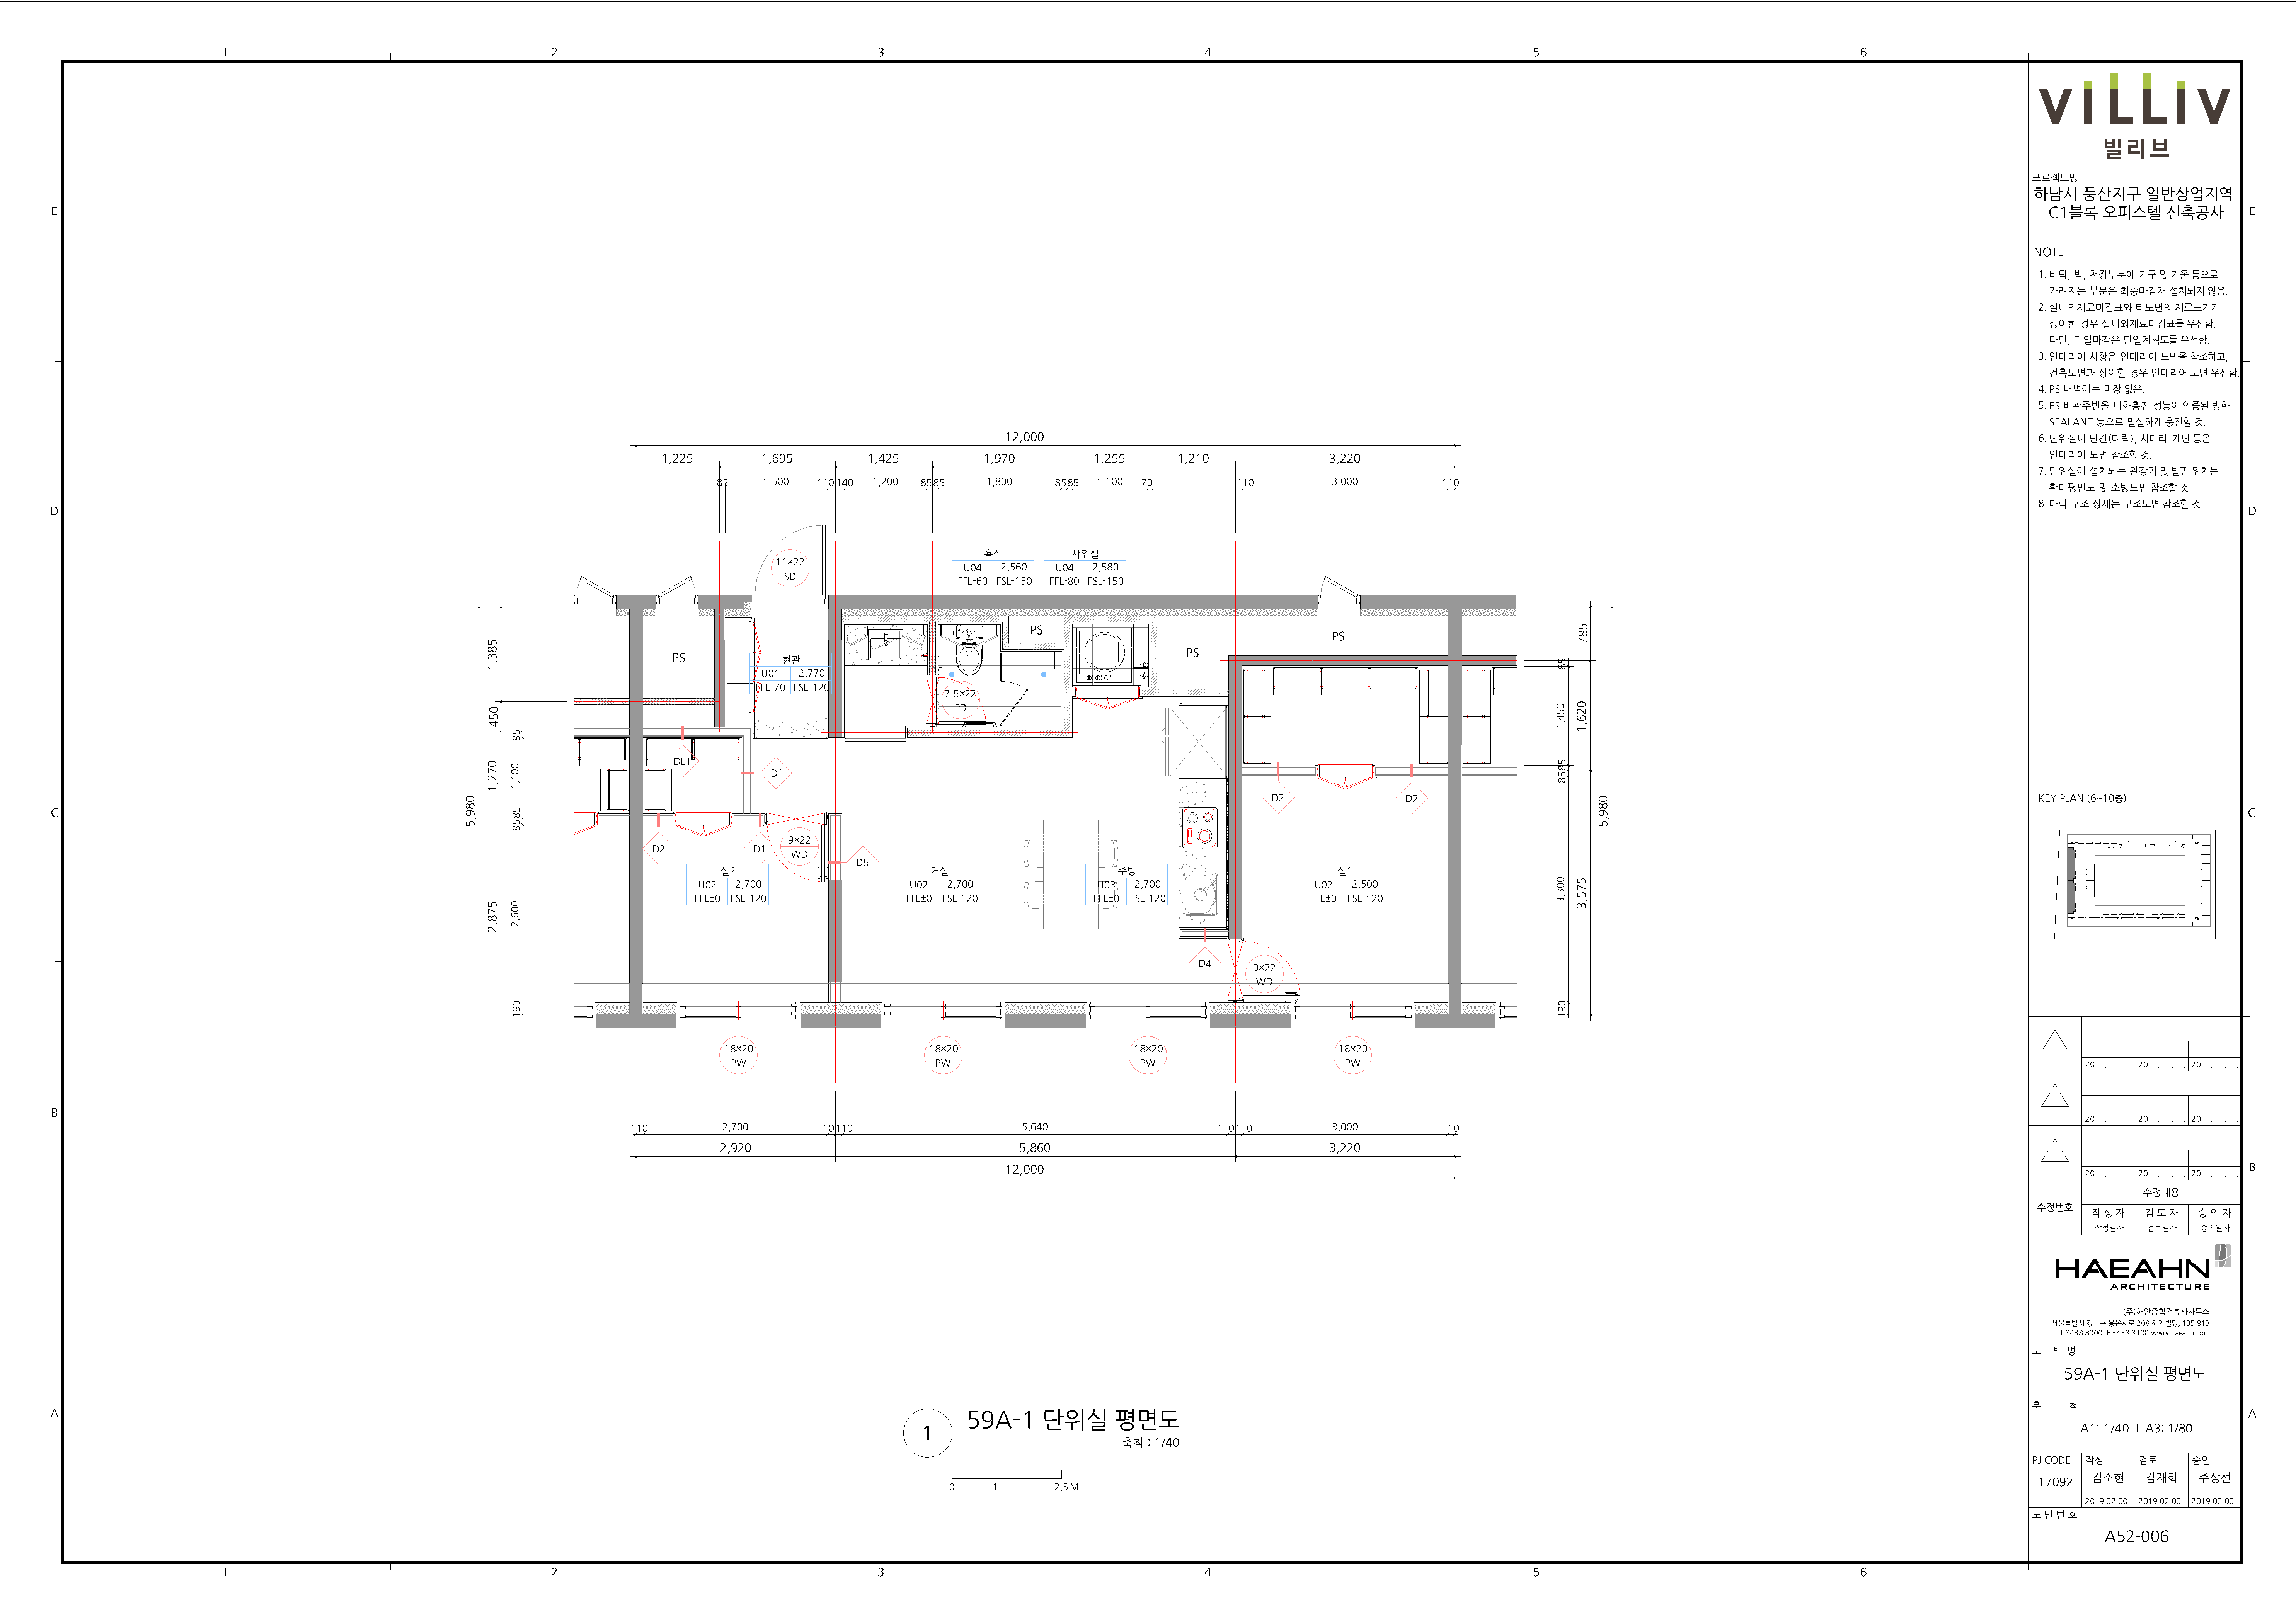 1 2 3 4 5 6
VILLIV
빌리브
프로젝트명
하남시 풍산지구 일반상업지역
C1블록 오피스텔 신축공사
NOTE
1. 바닥, 벽, 천장부분에 가구 및 거울 등으로
가려지는 부분은 최종마감재 설치되지 않음.
2. 실내외재료마감표와 타도면의 재료표기가
상이한 경우 실내외재료마감표를 우선함.
다만, 단열마감은 단열계획도를 우선함.
3. 인테리어 사항은 인테리어 도면을 참조하고,
건축도면과 상이할 경우 인테리어 도면 우선함.
4. PS 내벽에는 미장 없음.
5. PS 배관주변을 내화충전 성능이 인증된 방화
SEALANT 등으로 밀실하게 충진할 것.
6. 단위실내 난간(다락), 사다리, 계단 등은
인테리어 도면 참조할 것.
7. 단위실에 설치되는 완강기 및 발판 위치는
확대평면도 및 소방도면 참조할 것.
8. 다락 구조 상세는 구조도면 참조할 것.
E E
D D
C C
B B
A A
12,000
1,225 1,695 1,425 1,970 1,255 1,210 3,220
85 1,500 110 140 1,200 85 85 1,800 85 85 1,100 70 110 3,000 110
11×22
SD
욕실
U04 2,560
FFL-60 FSL-150
샤워실
U04 2,580
FFL-80 FSL-150
PS
PS
PS
PS
현관
U01 2,770
FFL-70 FSL-120
7.5×22
PD
DL1
D1
D2
D1
9×22
WD
D5
D2
D2
실2
U02 2,700
FFL±0 FSL-120
거실
U02 2,700
FFL±0 FSL-120
주방
U03 2,700
FFL±0 FSL-120
실1
U02 2,500
FFL±0 FSL-120
D4
9×22
WD
5,980
1,385
450
1,270
2,875
85
1,100
85 85
2,600
190
85
1,450
85 85
3,300
190
785
1,620
3,575
5,980
18×20
PW
18×20
PW
18×20
PW
18×20
PW
110 2,700 110 110 5,640 110 110 3,000 110
2,920 5,860 3,220
12,000
KEY PLAN (6~10층)
20 . . . 20 . . . 20 . . .
20 . . . 20 . . . 20 . . .
20 . . . 20 . . . 20 . . .
수정번호
수정내용
작 성 자 검 토 자 승 인 자
작성일자 검토일자 승인일자
HAEAHN
ARCHITECTURE
(주)해안종합건축사사무소
서울특별시 강남구 봉은사로 208 해안빌딩, 135-913
T.3438 8000 F.3438 8100 www.haeahn.com
도 면 명
59A-1 단위실 평면도
축 척
A1: 1/40 I A3: 1/80
PJ CODE 작성 검토 승인
17092 김소현 김재희 주상선
2019.02.00. 2019.02.00. 2019.02.00.
도 면 번 호
A52-006
1
59A-1 단위실 평면도
축척 : 1/40
0 1 2.5 M
1 2 3 4 5 6